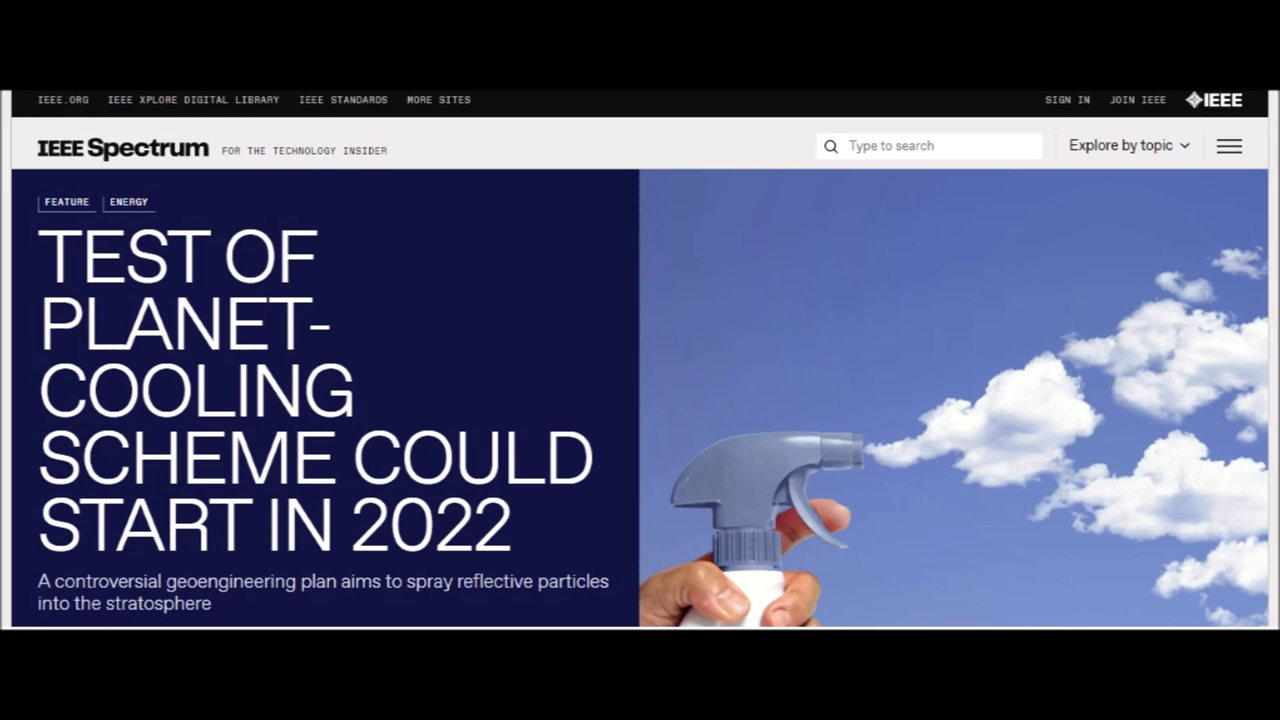 IEEE.ORG IEEE XPLORE DIGITAL LIBRARY IEEE STANDARDS MORE SITES SIGN IN JOIN IEEE IEEE
IEEE Spectrum FOR THE TECHNOLOGY INSIDER Type to search Explore by topic
FEATURE ENERGY
TEST OF
PLANET-
COOLING
SCHEME COULD
START IN 2022
A controversial geoengineering plan aims to spray reflective particles
into the stratosphere